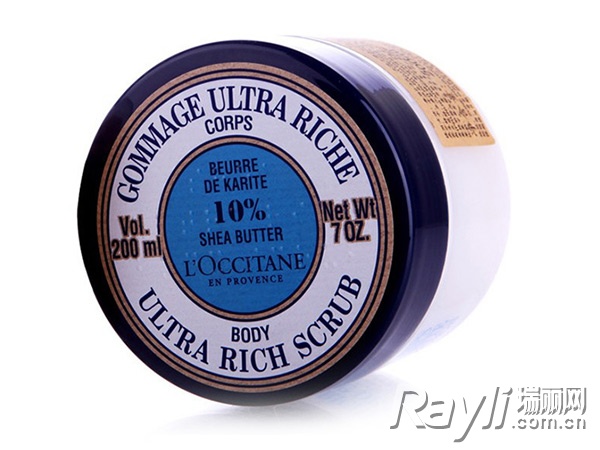 GOMMAGE ULTRA RICHE
CORPS
BEURRE
DE KARITE
10%
SHEA BUTTER
L'OCCITANE
EN PROVENCE
Vol.
200 ml
Net Wt
7 OZ.
BODY
ULTRA RICH SCRUB
Rayli 瑞丽网
.com.cn